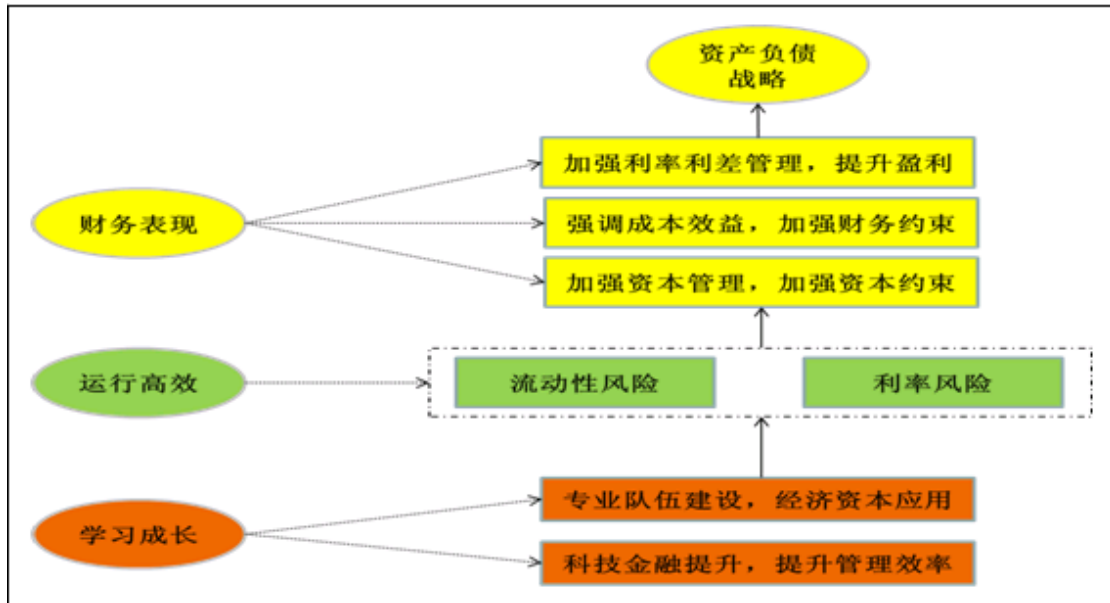 资产负债
战略
加强利率利差管理，提升盈利
财务表现
强调成本效益，加强财务约束
加强资本管理，加强资本约束
运行高效
流动性风险
利率风险
专业队伍建设，经济资本应用
学习成长
科技金融提升，提升管理效率